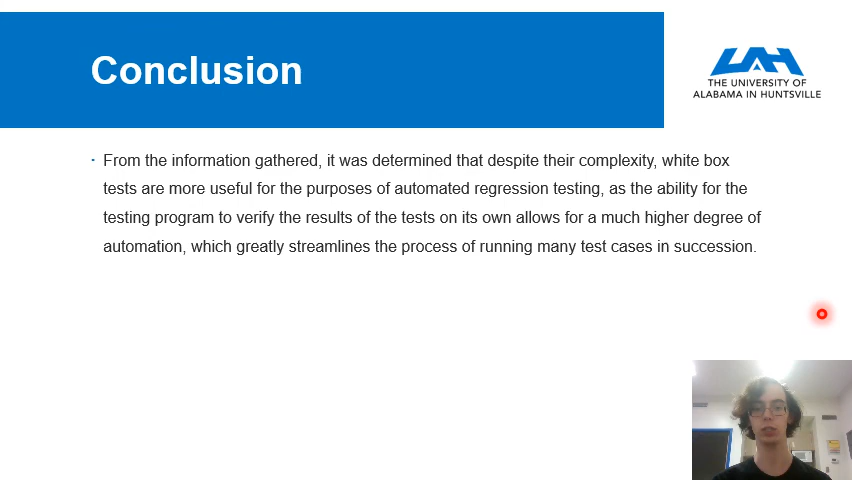 Conclusion
UAH
THE UNIVERSITY OF
ALABAMA IN HUNTSVILLE
• From the information gathered, it was determined that despite their complexity, white box
tests are more useful for the purposes of automated regression testing, as the ability for the
testing program to verify the results of the tests on its own allows for a much higher degree of
automation, which greatly streamlines the process of running many test cases in succession.